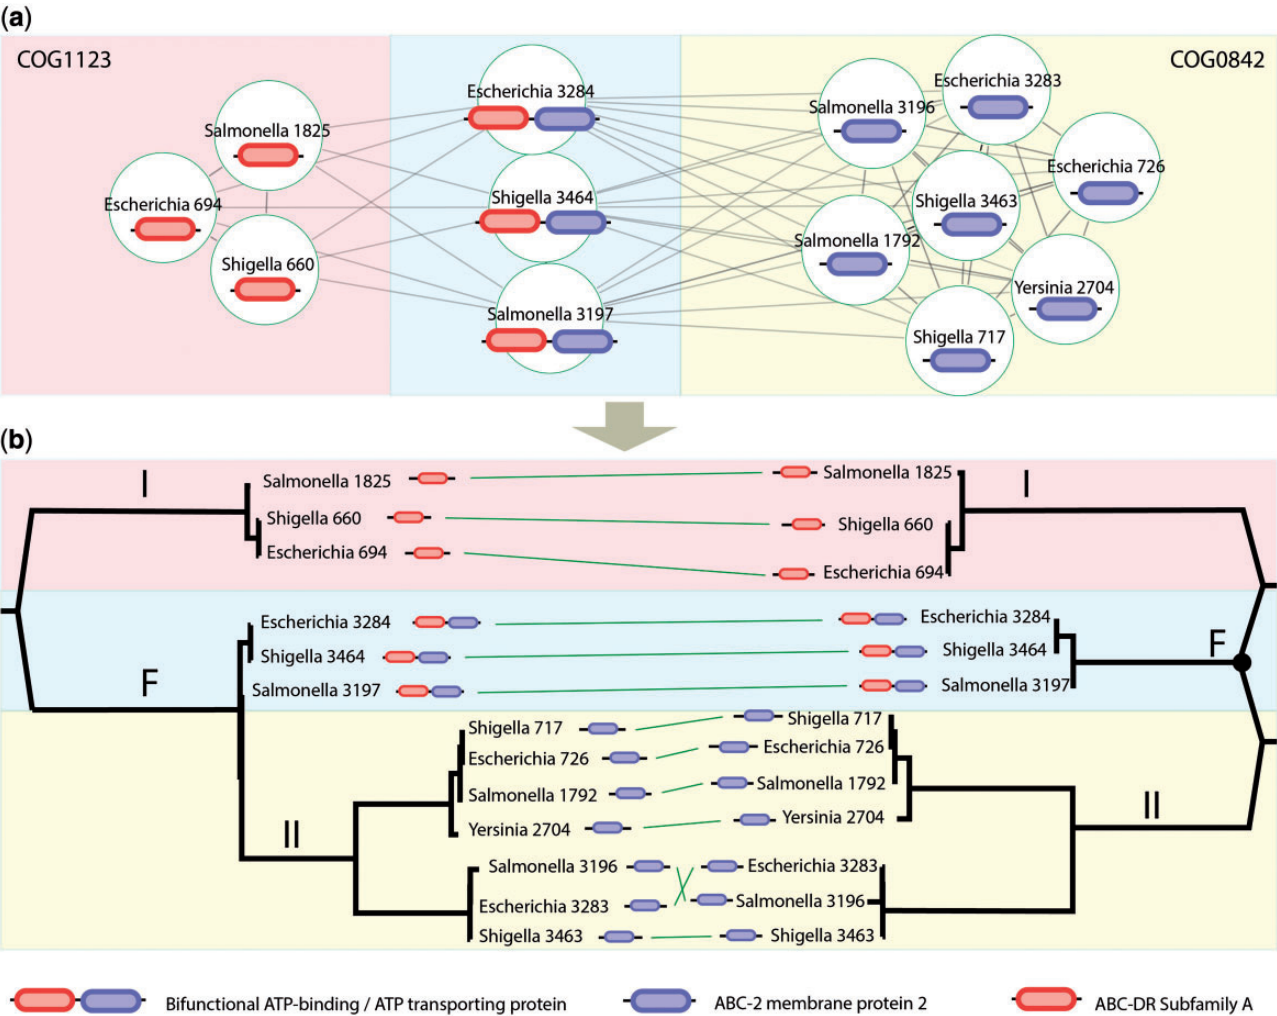 (a)
COG1123
COG0842
Escherichia 3284
Escherichia 3283
Salmonella 1825
Salmonella 3196
Escherichia 726
Escherichia 694
Shigella 3464
Shigella 3463
Salmonella 1792
Shigella 660
Yersinia 2704
Salmonella 3197
Shigella 717
(b)
I
Salmonella 1825
Salmonella 1825
I
Shigella 660
Shigella 660
Escherichia 694
Escherichia 694
Escherichia 3284
Escherichia 3284
F
Shigella 3464
Shigella 3464
F
Salmonella 3197
Salmonella 3197
Shigella 717
Shigella 717
Escherichia 726
Escherichia 726
Salmonella 1792
Salmonella 1792
II
Yersinia 2704
Yersinia 2704
II
Salmonella 3196
Escherichia 3283
Escherichia 3283
Salmonella 3196
Shigella 3463
Shigella 3463
Bifunctional ATP-binding / ATP transporting protein
ABC-2 membrane protein 2
ABC-DR Subfamily A